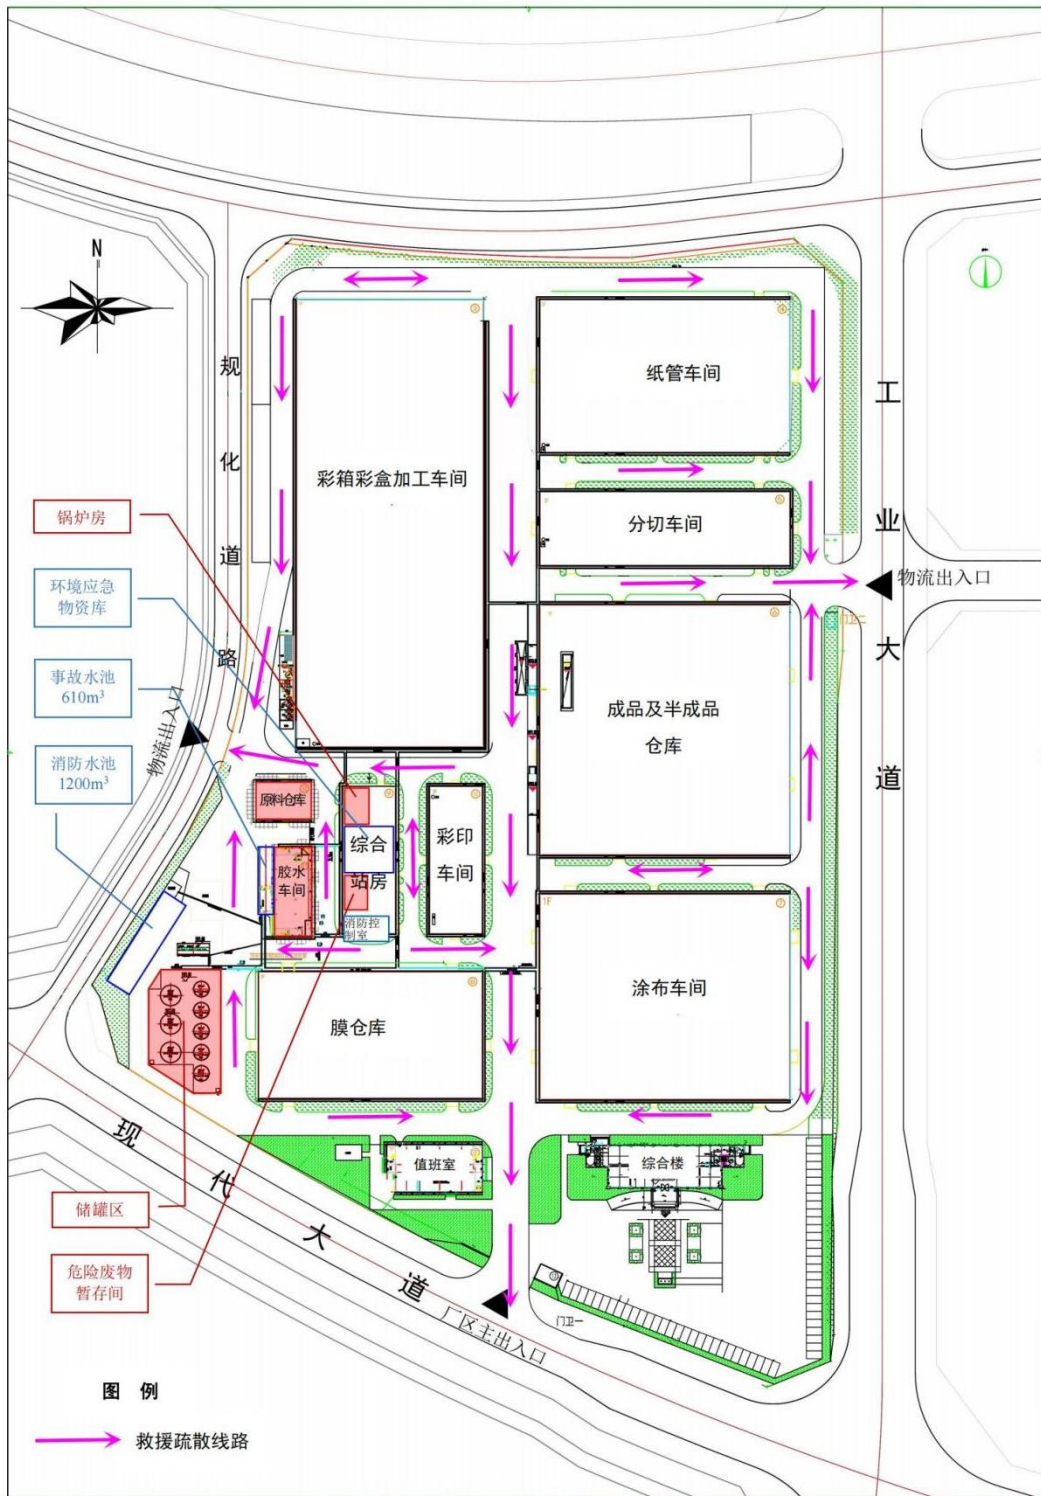 N
规
化
道
路
纸管车间
工
业
大
道
彩箱彩盒加工车间
锅炉房
分切车间
环境应急
物资库
物流出入口
门卫二
事故水池
610m³
物流出入口
成品及半成品
仓库
消防水池
1200m³
原料仓库
综合
站房
彩印
车间
胶水
车间
消防控
制室
1F
涂布车间
膜仓库
现
代
大
道
值班室
综合楼
储罐区
危险废物
暂存间
厂区主出入口
门卫一
图 例
救援疏散线路